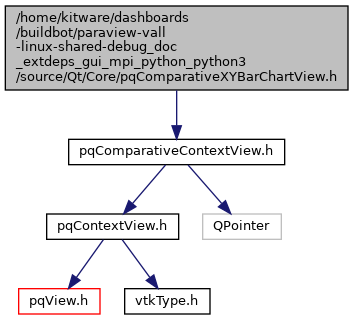 /home/kitware/dashboards
/buildbot/paraview-vall
-linux-shared-debug_doc
_extdeps_gui_mpi_python_python3
/source/Qt/Core/pqComparativeXYBarChartView.h
pqComparativeContextView.h
pqContextView.h
QPointer
pqView.h
vtkType.h